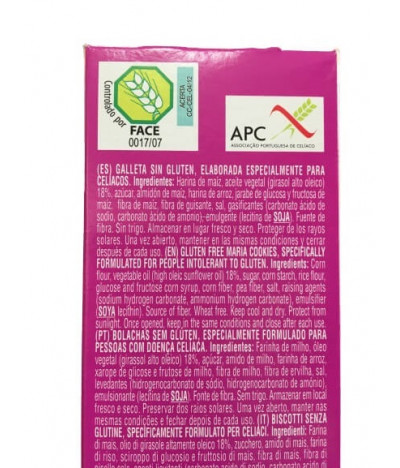 Controlado por
FACE
0017/07
ACERTA
CC-CEL-04/12
APC
ASSOCIAÇÃO PORTUGUESA DE CELÍACOS
(ES) GALLETA SIN GLUTEN, ELABORADA ESPECIALMENTE PARA
CELÍACOS. Ingredientes: Harina de maíz, aceite vegetal (girasol alto oleico)
18%, azúcar, almidón de maíz, harina de arroz, jarabe de glucosa y fructosa de
maíz, fibra de maíz, fibra de guisante, sal, gasificantes (carbonato ácido de
sodio, carbonato ácido de amonio), emulgente (lecitina de SOJA). Fuente de
fibra. Sin trigo. Almacenar en lugar fresco y seco. Proteger de los rayos
solares. Una vez abierto, mantener en las mismas condiciones y cerrar
después de cada uso. (EN) GLUTEN FREE MARIA COOKIES, SPECIFICALLY
FORMULATED FOR PEOPLE INTOLERANT TO GLUTEN. Ingredients: Corn
flour, vegetable oil (high oleic sunflower oil) 18%, sugar, corn starch, rice flour,
glucose and fructose corn syrup, corn fiber, pea fiber, salt, raising agents
(sodium hydrogen carbonate, ammonium hydrogen carbonate), emulsifier
(SOYA lecithin). Source of fiber. Wheat free. Keep cool and dry. Protect from
sunlight. Once opened, keep in the same conditions and close after each use.
(PT) BOLACHAS SEM GLÚTEN, ESPECIALMENTE FORMULADO PARA
PESSOAS COM DOENÇA CELÍACA. Ingredientes: Farinha de milho, óleo
vegetal (girassol alto oleico) 18%, açúcar, amido de milho, farinha de arroz,
xarope de glicose e frutose de milho, fibra de milho, fibra de ervilha, sal,
levedantes (hidrogenocarbonato de sódio, hidrogenocarbonato de amónio),
emulsionante (lecitina de SOJA). Fonte de fibra. Sem trigo. Armazenar em local
fresco e seco. Preservar dos raios solares. Uma vez aberto, manter nas
mesmas condições e fechar depois de cada uso. (IT) BISCOTTI SENZA
GLUTINE, SPECIFICAMENTE FORMULATO PER CELIACI. Ingredienti: Farina
di mais, olio di girasole altamente oleico 18%, zucchero, amido di mais, farina di
riso, sciroppo di glucosio e fruttosio di mais, fibra di mais, fibra di